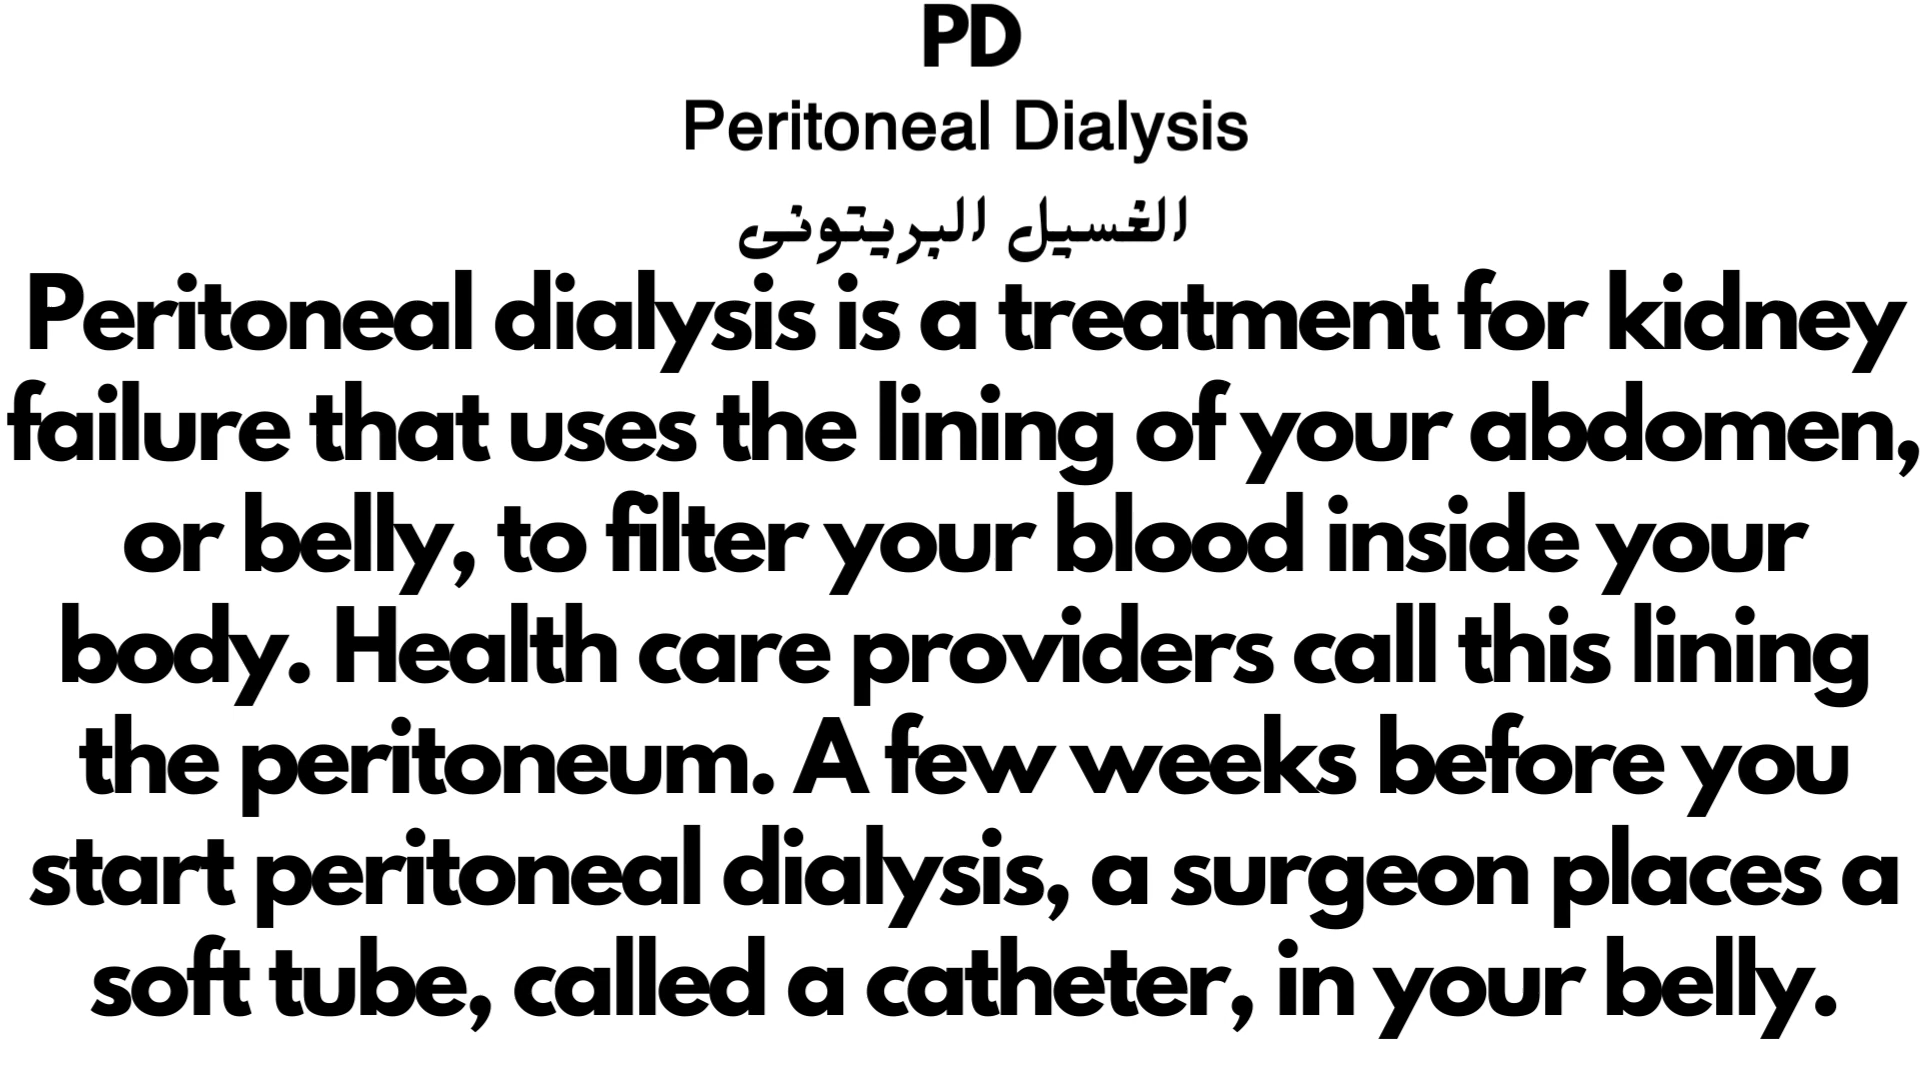 PD
Peritoneal Dialysis
الغسيل البريتونى
Peritoneal dialysis is a treatment for kidney
failure that uses the lining of your abdomen,
or belly, to filter your blood inside your
body. Health care providers call this lining
the peritoneum. A few weeks before you
start peritoneal dialysis, a surgeon places a
soft tube, called a catheter, in your belly.